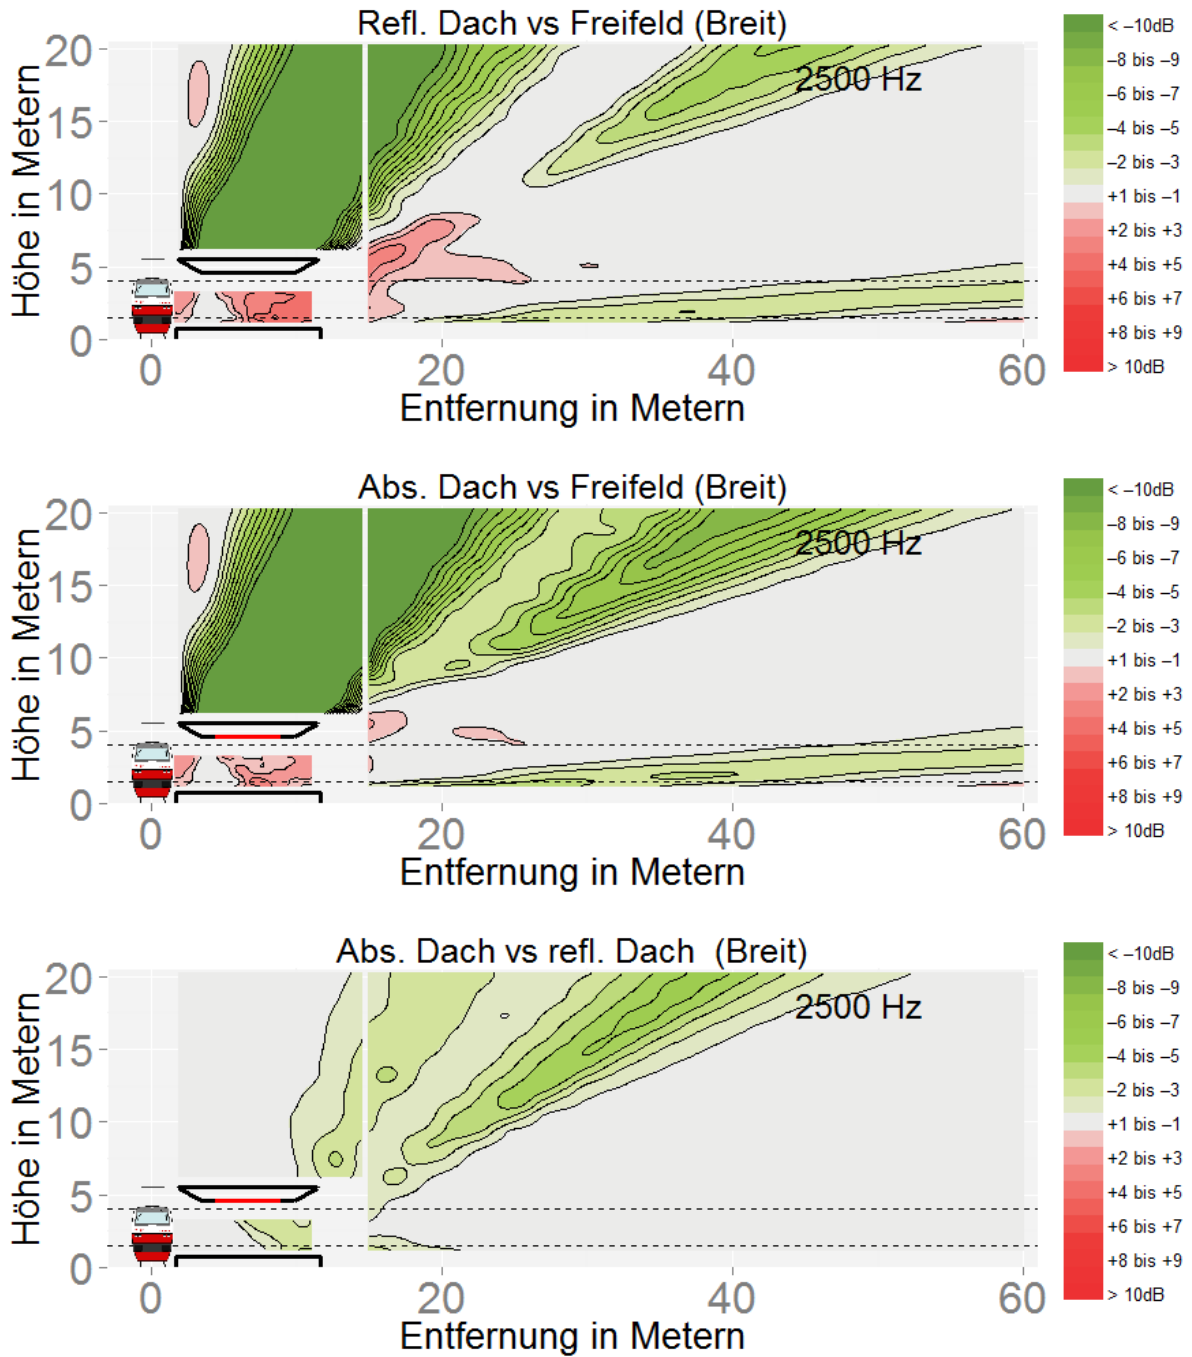 Refl. Dach vs Freifeld (Breit)
2500 Hz
Höhe in Metern
20
15
10
5
0
0
20
40
60
Entfernung in Metern
< –10dB
–8 bis –9
–6 bis –7
–4 bis –5
–2 bis –3
+1 bis –1
+2 bis +3
+4 bis +5
+6 bis +7
+8 bis +9
> 10dB
Abs. Dach vs Freifeld (Breit)
2500 Hz
Höhe in Metern
20
15
10
5
0
0
20
40
60
Entfernung in Metern
< –10dB
–8 bis –9
–6 bis –7
–4 bis –5
–2 bis –3
+1 bis –1
+2 bis +3
+4 bis +5
+6 bis +7
+8 bis +9
> 10dB
Abs. Dach vs refl. Dach  (Breit)
2500 Hz
Höhe in Metern
20
15
10
5
0
0
20
40
60
Entfernung in Metern
< –10dB
–8 bis –9
–6 bis –7
–4 bis –5
–2 bis –3
+1 bis –1
+2 bis +3
+4 bis +5
+6 bis +7
+8 bis +9
> 10dB